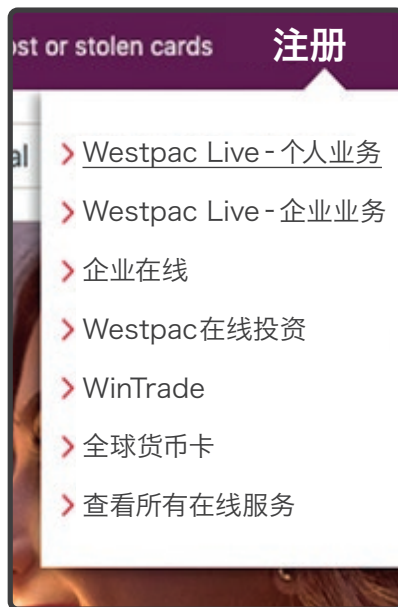 or stolen cards
注册
Westpac Live - 个人业务
Westpac Live - 企业业务
企业在线
Westpac在线投资
WinTrade
全球货币卡
查看所有在线服务